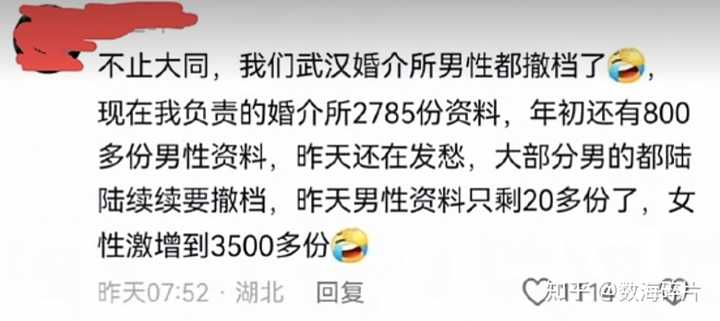 不止大同，我们武汉婚介所男性都撤档了🤣，
现在我负责的婚介所2785份资料，年初还有800
多份男性资料，昨天还在发愁，大部分男的都陆
陆续续要撤档，昨天男性资料只剩20多份了，女
性激增到3500多份🤣
昨天07:52 · 湖北 回复
知乎 @数海碎片